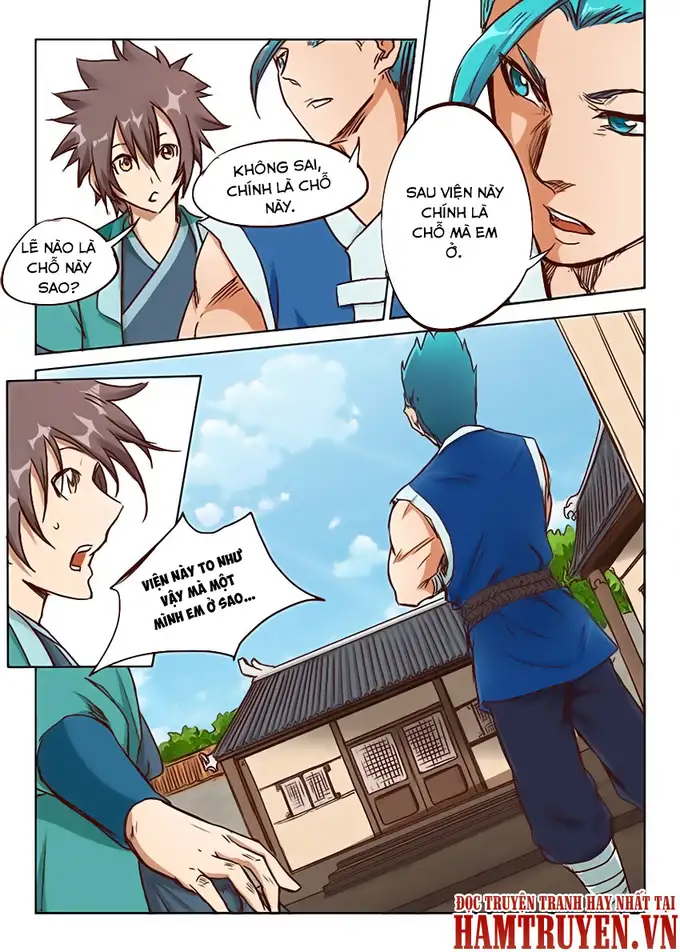 LẼ NÀO LÀ
CHỖ NÀY
SAO?
KHÔNG SAI,
CHÍNH LÀ CHỖ
NÀY.
SAU VIỆN NÀY
CHÍNH LÀ
CHỖ MÀ EM
Ở.
VIỆN NÀY TO NHƯ
VẬY MÀ MỘT
MÌNH EM Ở SAO...
ĐỌC TRUYỆN TRANH HAY NHẤT TẠI
HAMTRUYEN.VN